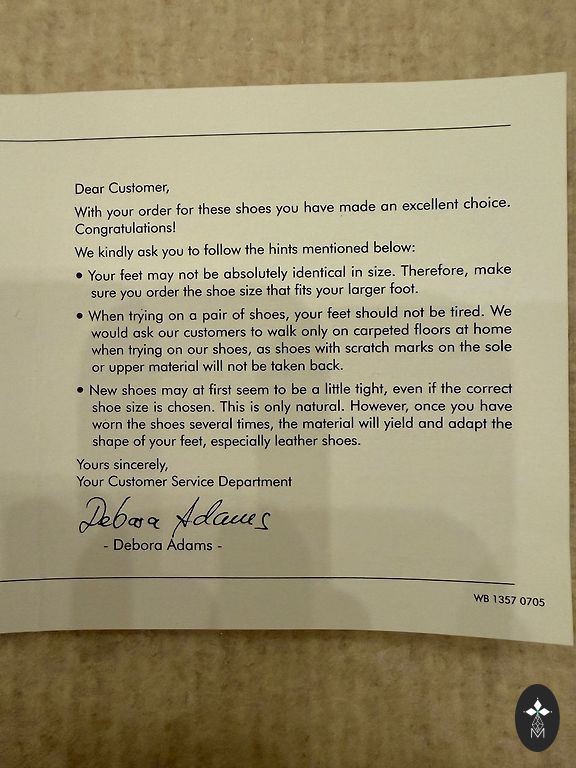 Dear Customer,
With your order for these shoes you have made an excellent choice.
Congratulations!
We kindly ask you to follow the hints mentioned below:
• Your feet may not be absolutely identical in size. Therefore, make
sure you order the shoe size that fits your larger foot.
• When trying on a pair of shoes, your feet should not be tired. We
would ask our customers to walk only on carpeted floors at home
when trying on our shoes, as shoes with scratch marks on the sole
or upper material will not be taken back.
• New shoes may at first seem to be a little tight, even if the correct
shoe size is chosen. This is only natural. However, once you have
worn the shoes several times, the material will yield and adapt the
shape of your feet, especially leather shoes.
Yours sincerely,
Your Customer Service Department
Debora Adams
- Debora Adams -
WB 1357 0705
M